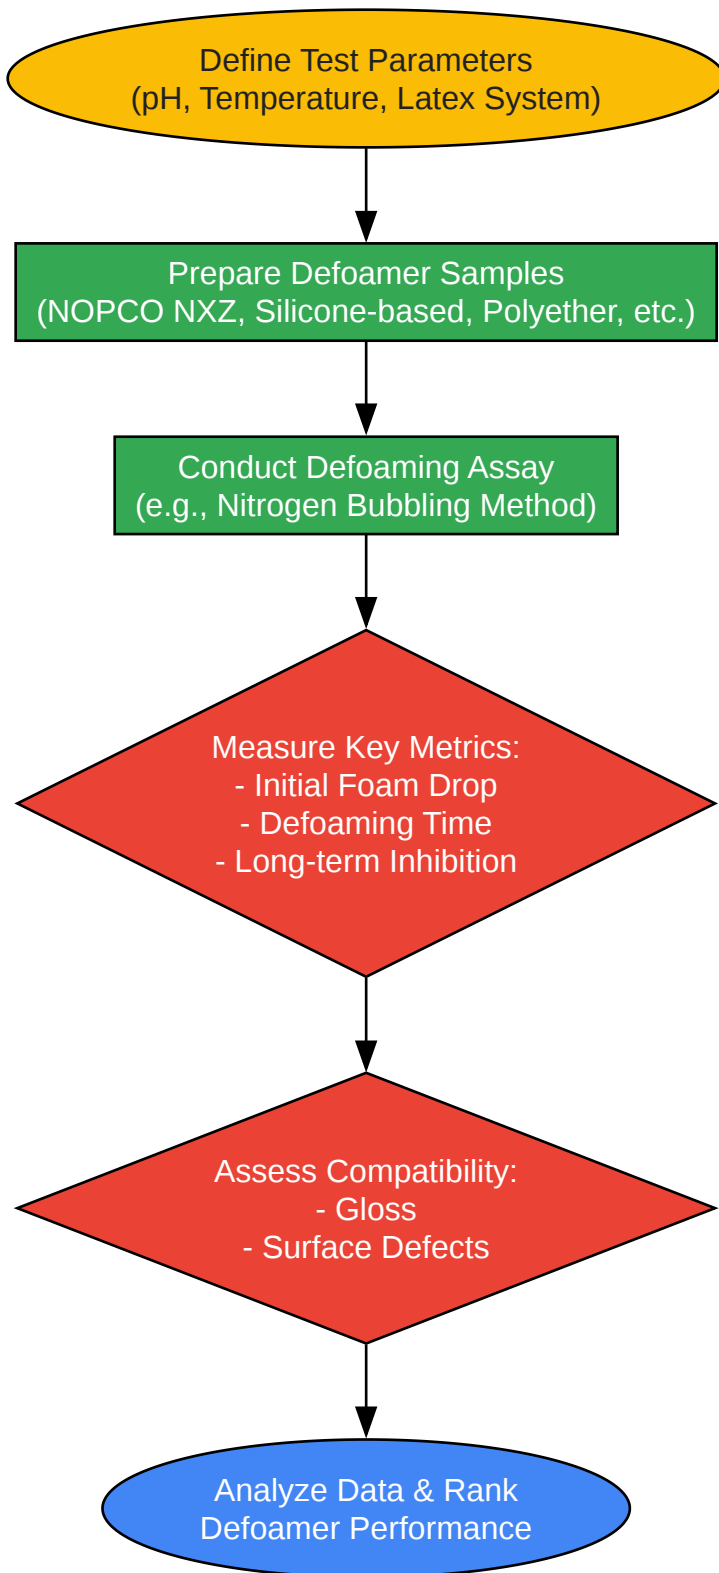 Define Test Parameters
(pH, Temperature, Latex System)
Prepare Defoamer Samples
(NOPCO NXZ, Silicone-based, Polyether, etc.)
Conduct Defoaming Assay
(e.g., Nitrogen Bubbling Method)
Measure Key Metrics:
- Initial Foam Drop
- Defoaming Time
- Long-term Inhibition
Assess Compatibility:
- Gloss
- Surface Defects
Analyze Data & Rank
Defoamer Performance